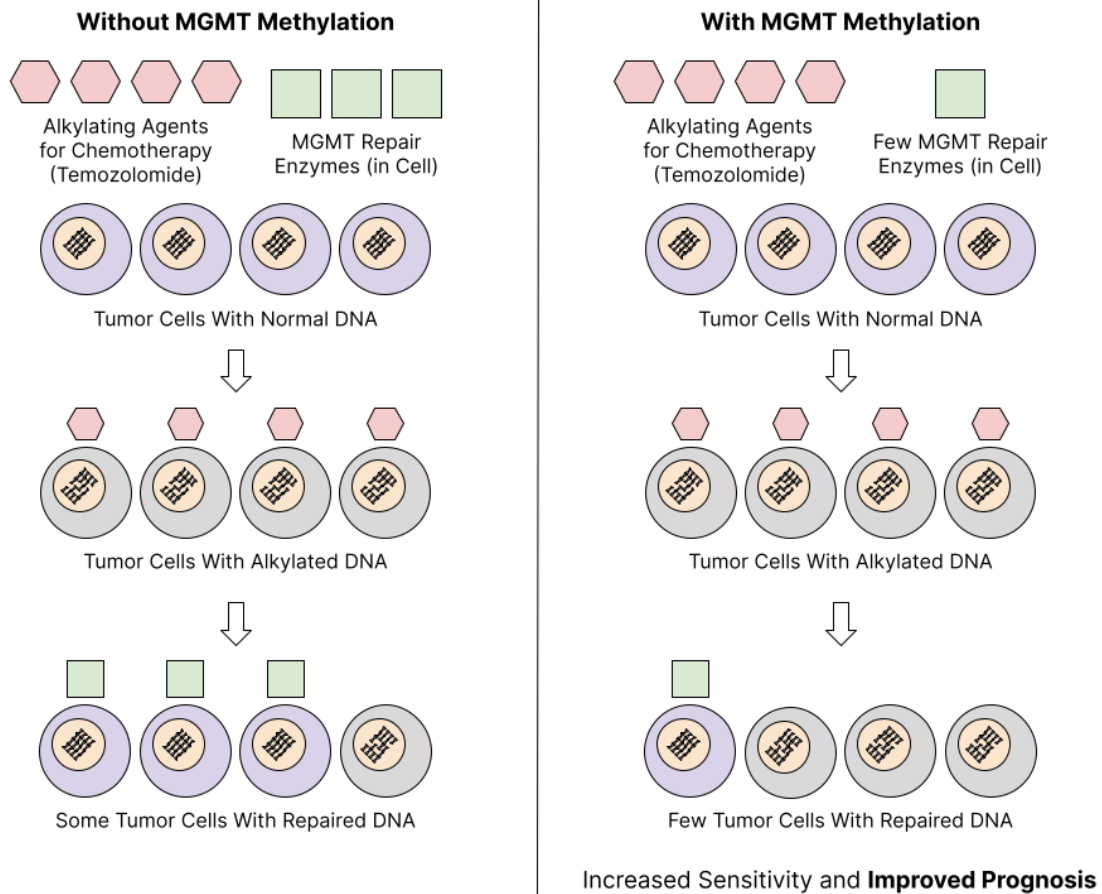 Without MGMT Methylation
Alkylating Agents
for Chemotherapy
(Temozolomide)
MGMT Repair
Enzymes (in Cell)
Tumor Cells With Normal DNA
Tumor Cells With Alkylated DNA
Some Tumor Cells With Repaired DNA
With MGMT Methylation
Alkylating Agents
for Chemotherapy
(Temozolomide)
Few MGMT Repair
Enzymes (in Cell)
Tumor Cells With Normal DNA
Tumor Cells With Alkylated DNA
Few Tumor Cells With Repaired DNA
Increased Sensitivity and Improved Prognosis